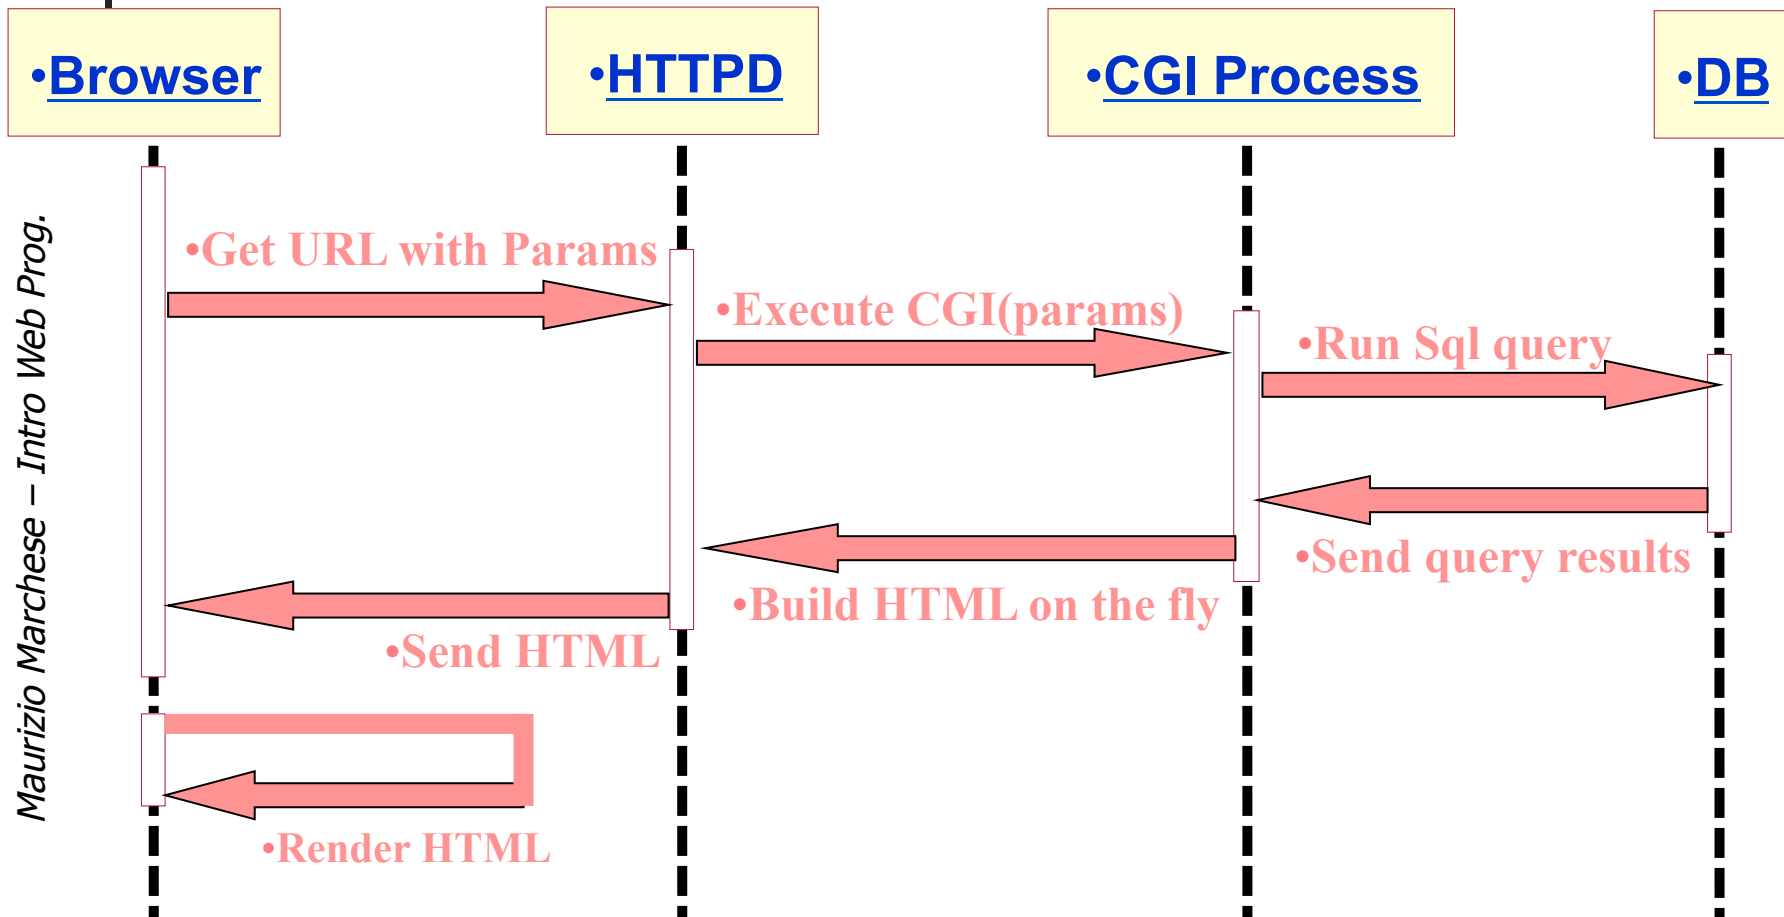 •Browser
•HTTPD
•CGI Process
•DB
•Get URL with Params
•Execute CGI(params)
•Run Sql query
•Send query results
•Build HTML on the fly
•Send HTML
•Render HTML
Maurizio Marchese – Intro Web Prog.